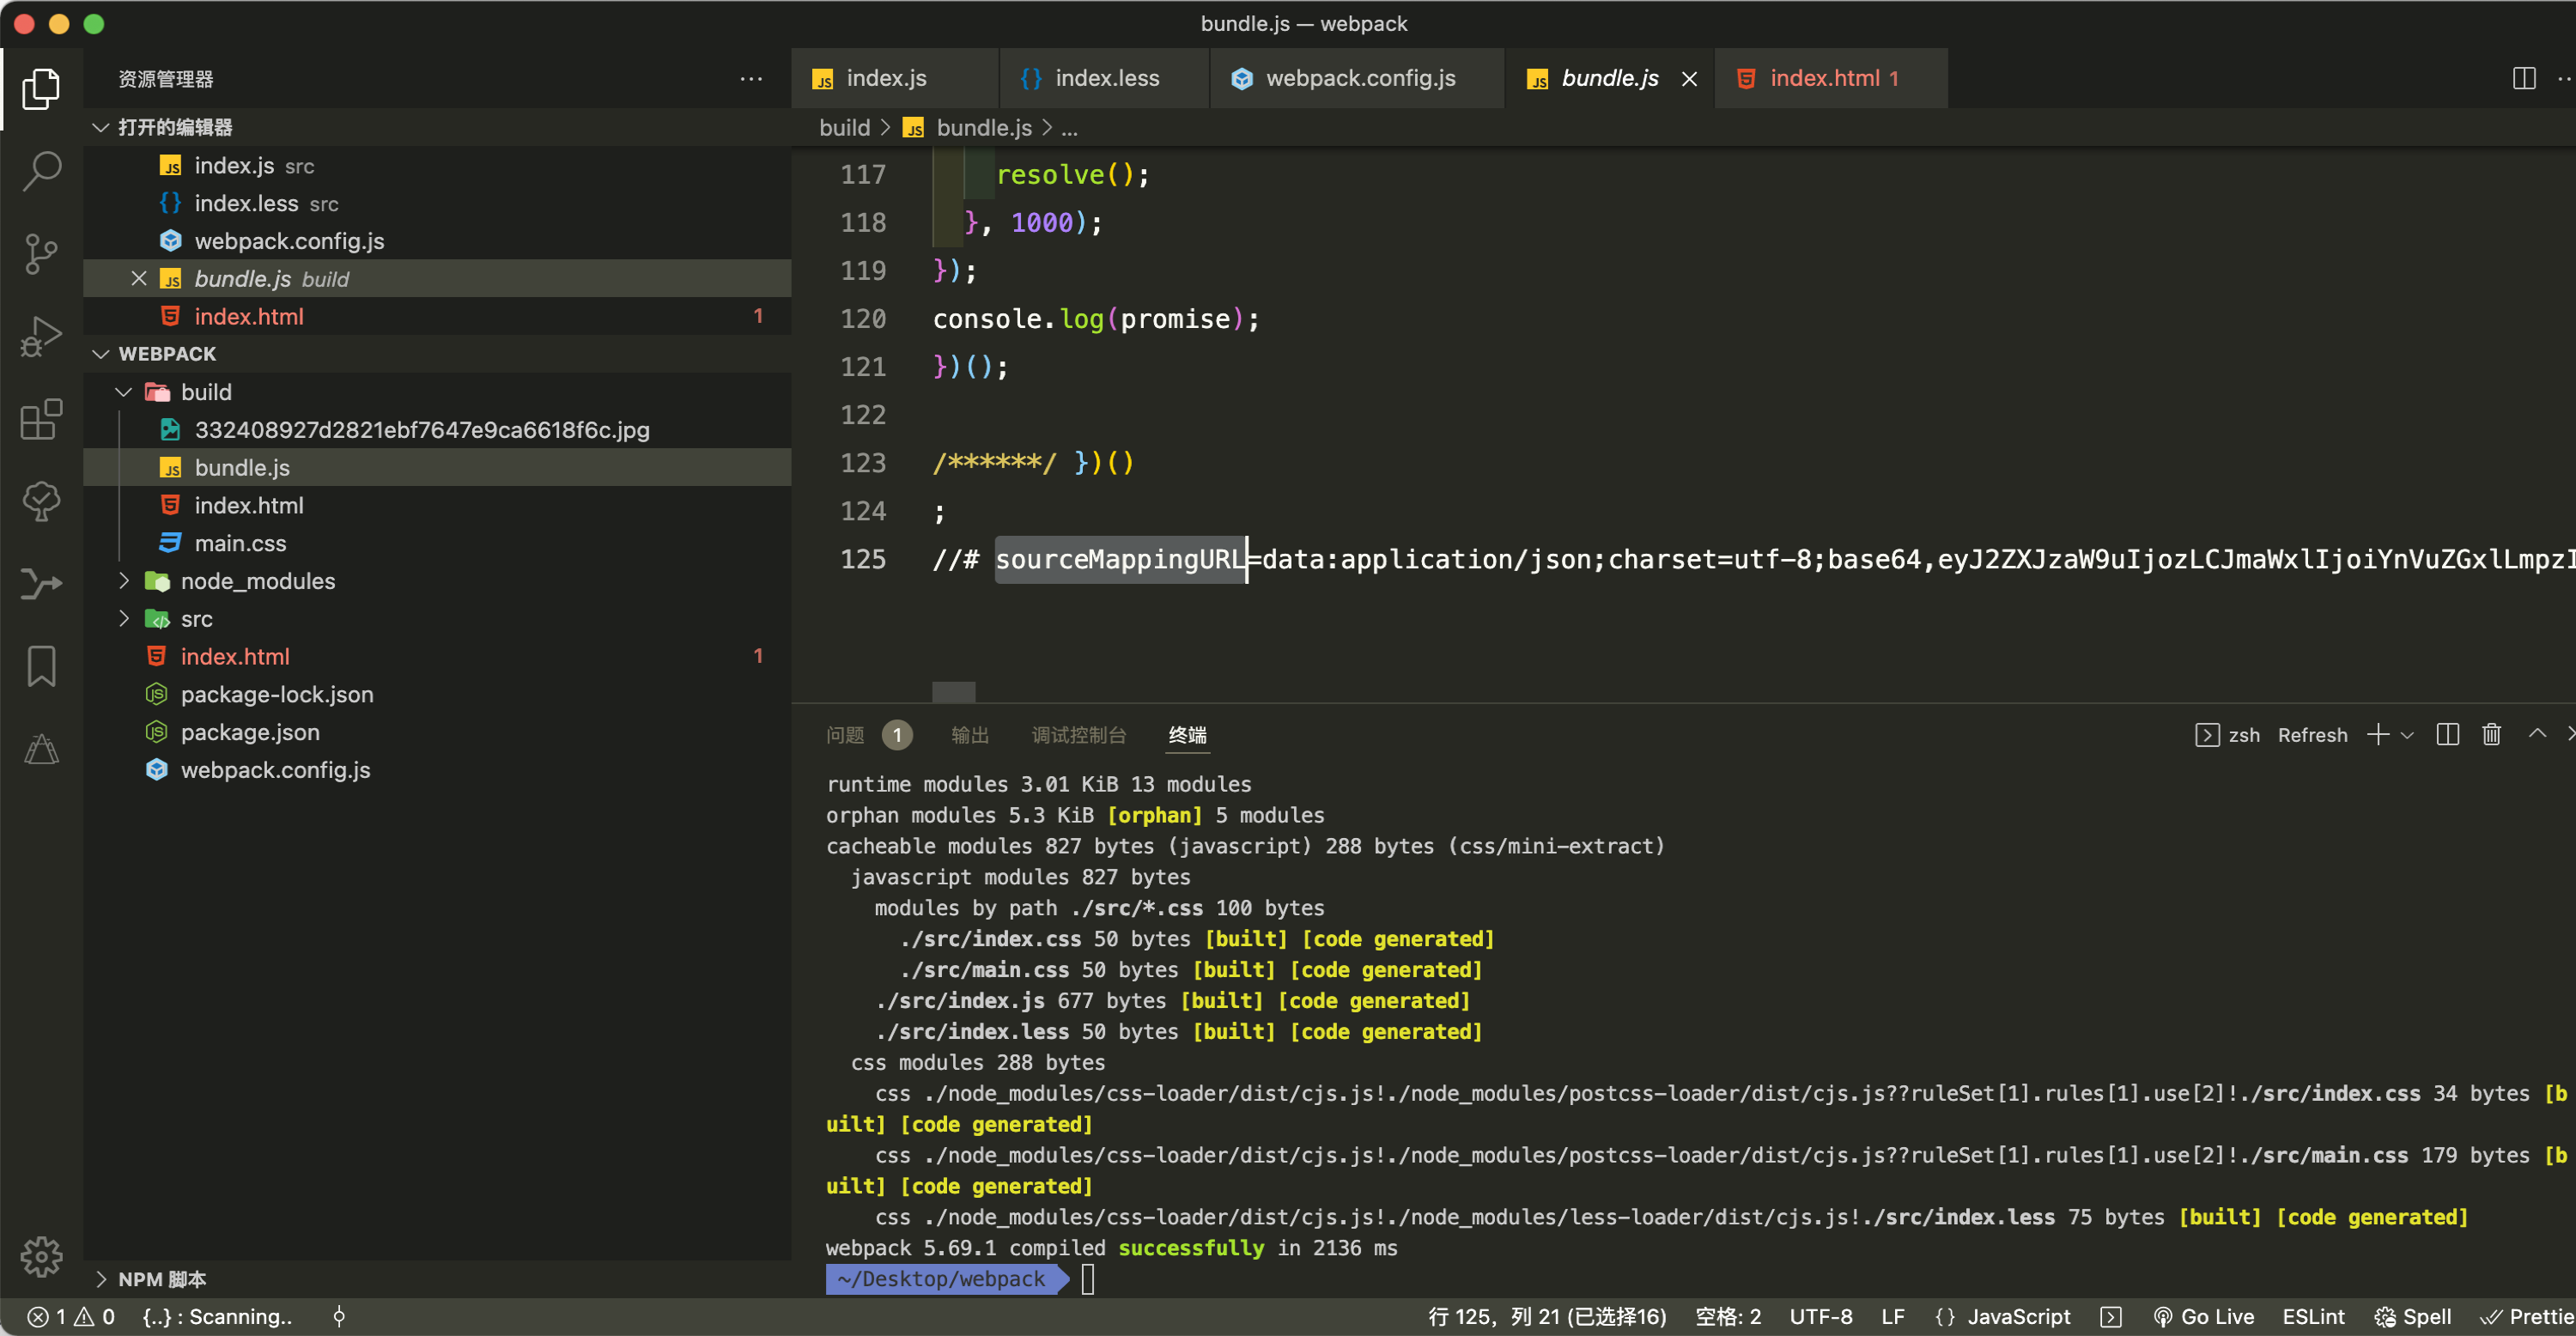 bundle.js — webpack
资源管理器
打开的编辑器
index.js src
index.less src
webpack.config.js
bundle.js build
index.html 1
WEBPACK
build
332408927d2821ebf7647e9ca6618f6c.jpg
bundle.js
index.html
main.css
node_modules
src
index.html 1
package-lock.json
package.json
webpack.config.js
NPM 脚本
index.js
index.less
webpack.config.js
bundle.js
index.html 1
build > bundle.js > ...
117 resolve();
118 }, 1000);
119 });
120 console.log(promise);
121 })();
122
123 /******/ })()
124 ;
125 //# sourceMappingURL=data:application/json;charset=utf-8;base64,eyJ2ZXJzaW9uIjozLCJmaWxlIjoiYnVuZGxlLmpzI
问题 1 输出 调试控制台 终端
zsh Refresh
runtime modules 3.01 KiB 13 modules
orphan modules 5.3 KiB [orphan] 5 modules
cacheable modules 827 bytes (javascript) 288 bytes (css/mini-extract)
javascript modules 827 bytes
modules by path ./src/*.css 100 bytes
./src/index.css 50 bytes [built] [code generated]
./src/main.css 50 bytes [built] [code generated]
./src/index.js 677 bytes [built] [code generated]
./src/index.less 50 bytes [built] [code generated]
css modules 288 bytes
css ./node_modules/css-loader/dist/cjs.js!./node_modules/postcss-loader/dist/cjs.js??ruleSet[1].rules[1].use[2]!./src/index.css 34 bytes [b
uilt] [code generated]
css ./node_modules/css-loader/dist/cjs.js!./node_modules/postcss-loader/dist/cjs.js??ruleSet[1].rules[1].use[2]!./src/main.css 179 bytes [b
uilt] [code generated]
css ./node_modules/css-loader/dist/cjs.js!./node_modules/less-loader/dist/cjs.js!./src/index.less 75 bytes [built] [code generated]
webpack 5.69.1 compiled successfully in 2136 ms
~/Desktop/webpack
1 0 {..} : Scanning.. 行 125，列 21 (已选择16) 空格: 2 UTF-8 LF {} JavaScript Go Live ESLint Spell Prettie